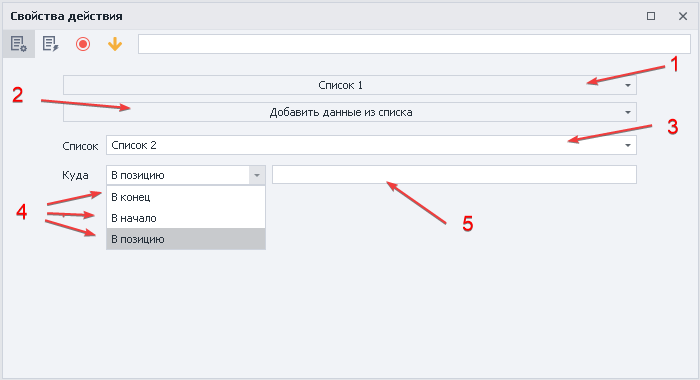 Свойства действия
1
Список 1
2
Добавить данные из списка
3
Список Список 2
Куда В позицию
В конец
4
В начало
5
В позицию